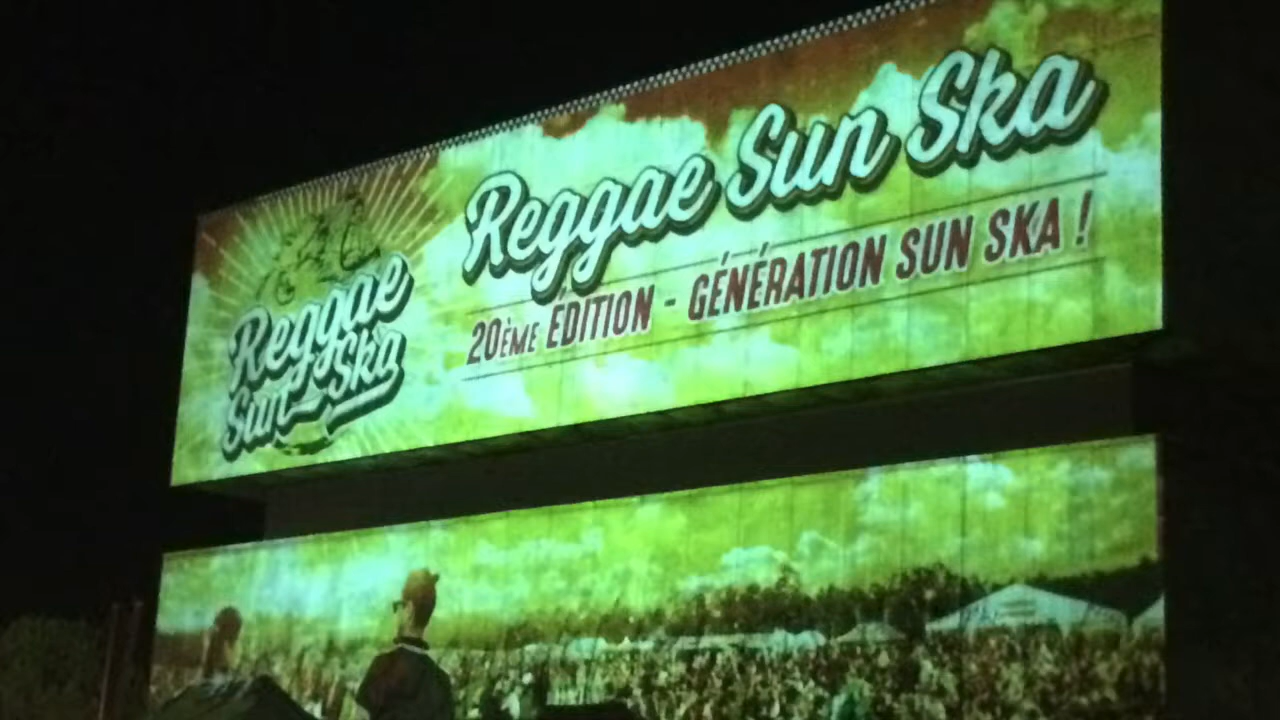 Reggae Sun Ska
20ÈME ÉDITION - GÉNÉRATION SUN SKA !
Reggae
Sun Ska